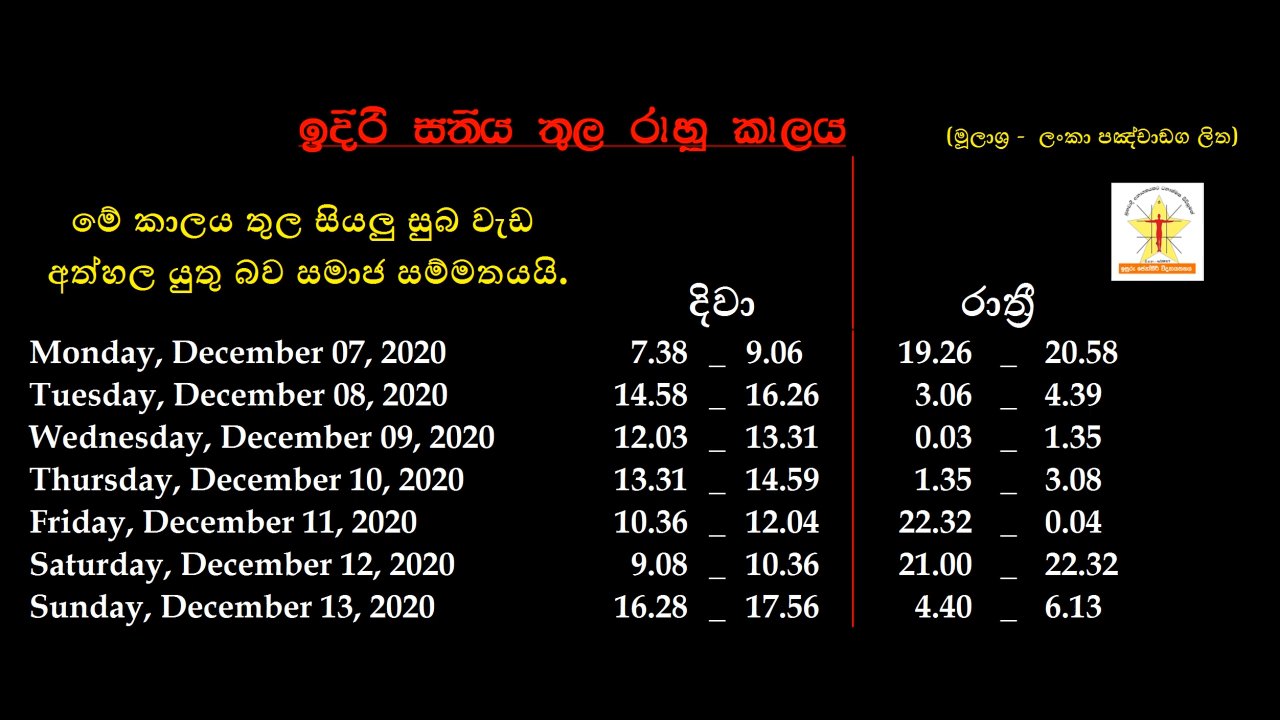 ඉදිරි සතිය තුල රාහු කාලය
(මූලාශ්‍ර - ලංකා පඤ්චාඬග ලිත)
මේ කාලය තුල සියලු සුබ වැඩ
අත්හල යුතු බව සමාජ සම්මතයයි.
දිවා රාත්‍රී
Monday, December 07, 2020 7.38 _ 9.06 19.26 _ 20.58
Tuesday, December 08, 2020 14.58 _ 16.26 3.06 _ 4.39
Wednesday, December 09, 2020 12.03 _ 13.31 0.03 _ 1.35
Thursday, December 10, 2020 13.31 _ 14.59 1.35 _ 3.08
Friday, December 11, 2020 10.36 _ 12.04 22.32 _ 0.04
Saturday, December 12, 2020 9.08 _ 10.36 21.00 _ 22.32
Sunday, December 13, 2020 16.28 _ 17.56 4.40 _ 6.13